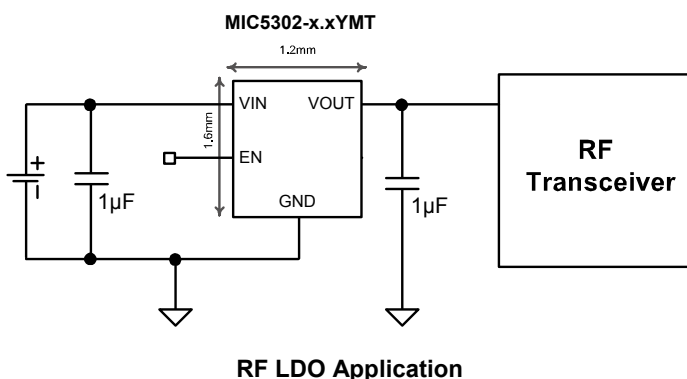 MIC5302-x.xYMT
1.2mm
1.6mm
VIN VOUT
EN
GND
+
1µF
1µF
RF
Transceiver
RF LDO Application